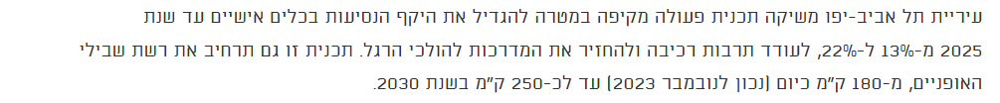 עיריית תל אביב-יפו משיקה תכנית פעולה מקיפה במטרה להגדיל את היקף הנסיעות בכלים אישיים עד שנת
2025 מ-13% ל-22%, לעודד תרבות רכיבה ולהחזיר את המדרכות להולכי הרגל. תכנית זו גם תרחיב את רשת שבילי
האופניים, מ-180 ק"מ כיום (נכון לנובמבר 2023) עד לכ-250 ק"מ בשנת 2030.